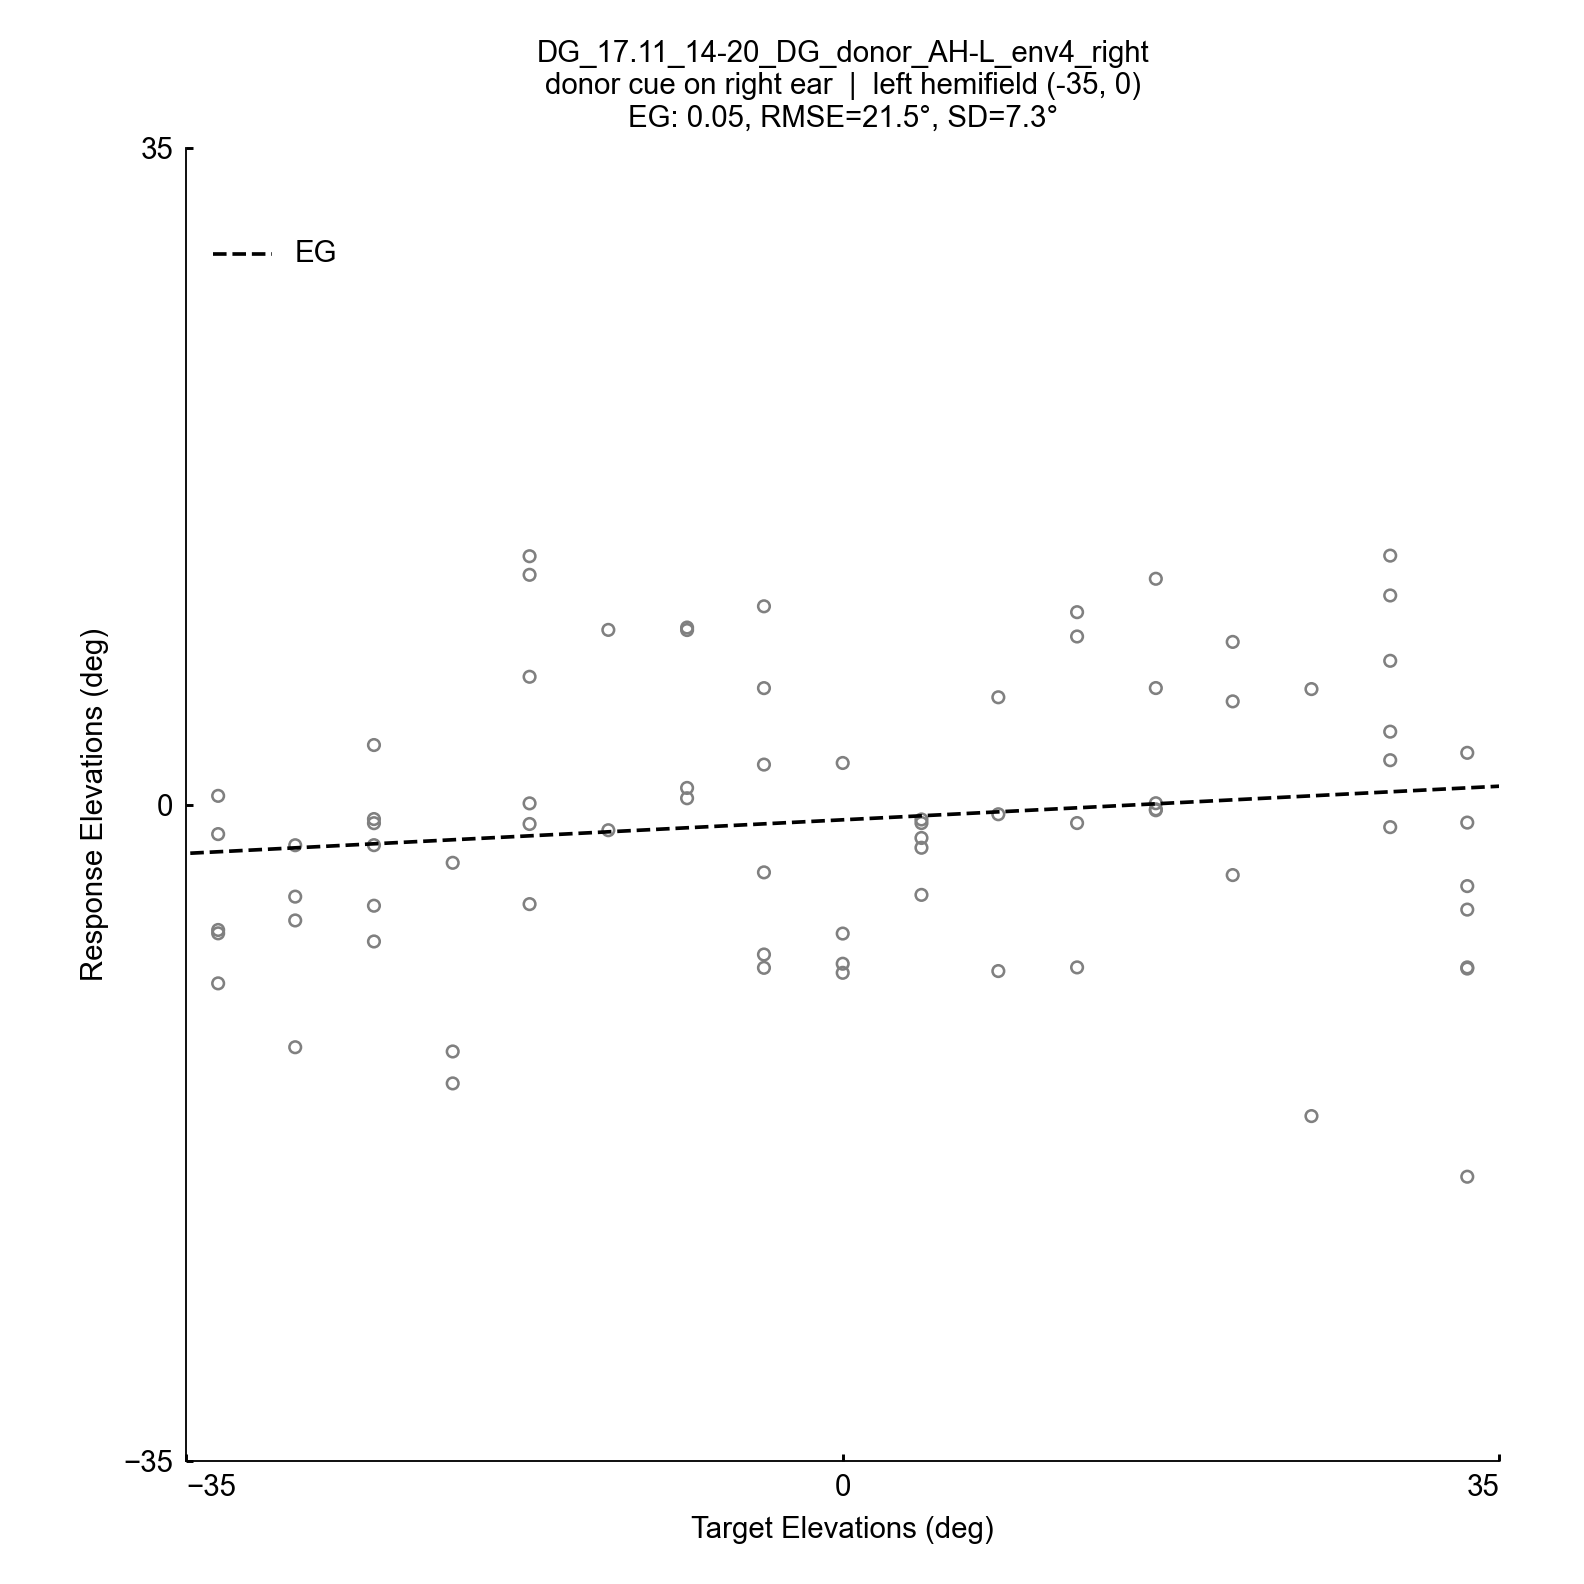 DG_17.11_14-20_DG_donor_AH-L_env4_right
donor cue on right ear | left hemifield (-35, 0)
EG: 0.05, RMSE=21.5°, SD=7.3°
35
EG
Response Elevations (deg)
0
−35
−35
0
35
Target Elevations (deg)